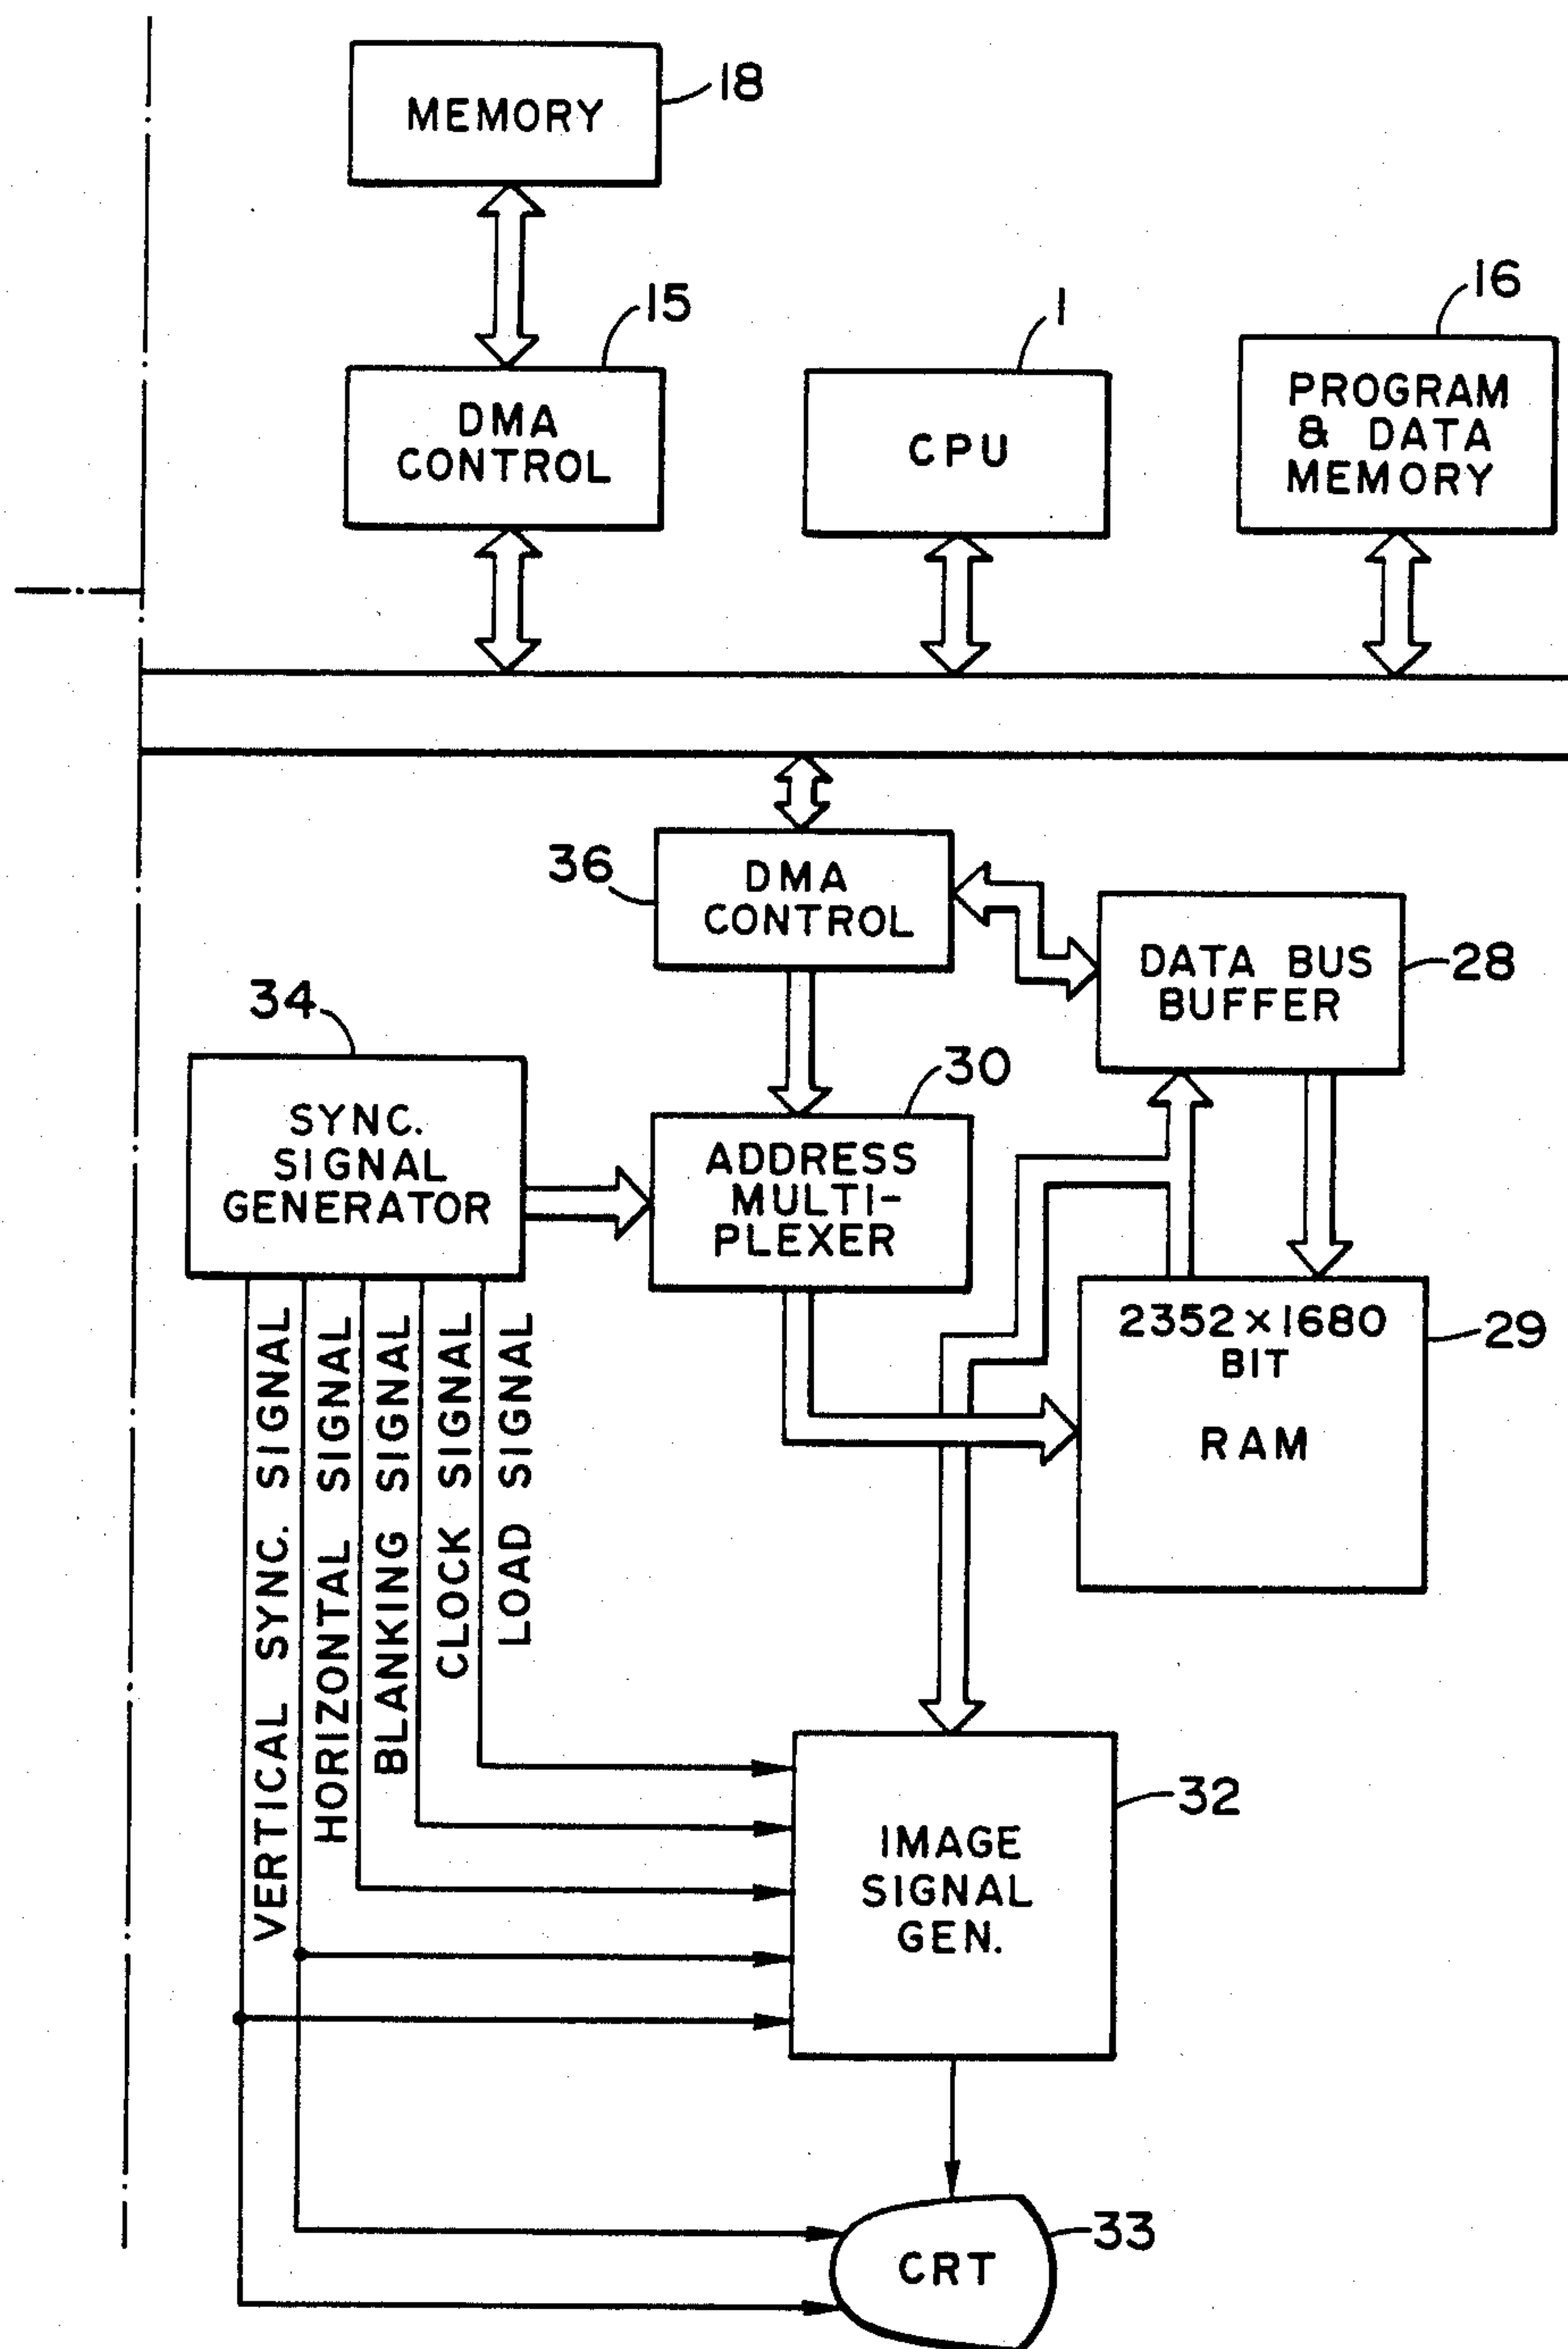 MEMORY
18
15
DMA
CONTROL
1
CPU
16
PROGRAM
& DATA
MEMORY
36
DMA
CONTROL
DATA BUS
BUFFER
28
34
SYNC.
SIGNAL
GENERATOR
30
ADDRESS
MULTI-
PLEXER
2352×1680
BIT
RAM
29
VERTICAL SYNC. SIGNAL
HORIZONTAL SIGNAL
BLANKING SIGNAL
CLOCK SIGNAL
LOAD SIGNAL
IMAGE
SIGNAL
GEN.
32
CRT
33